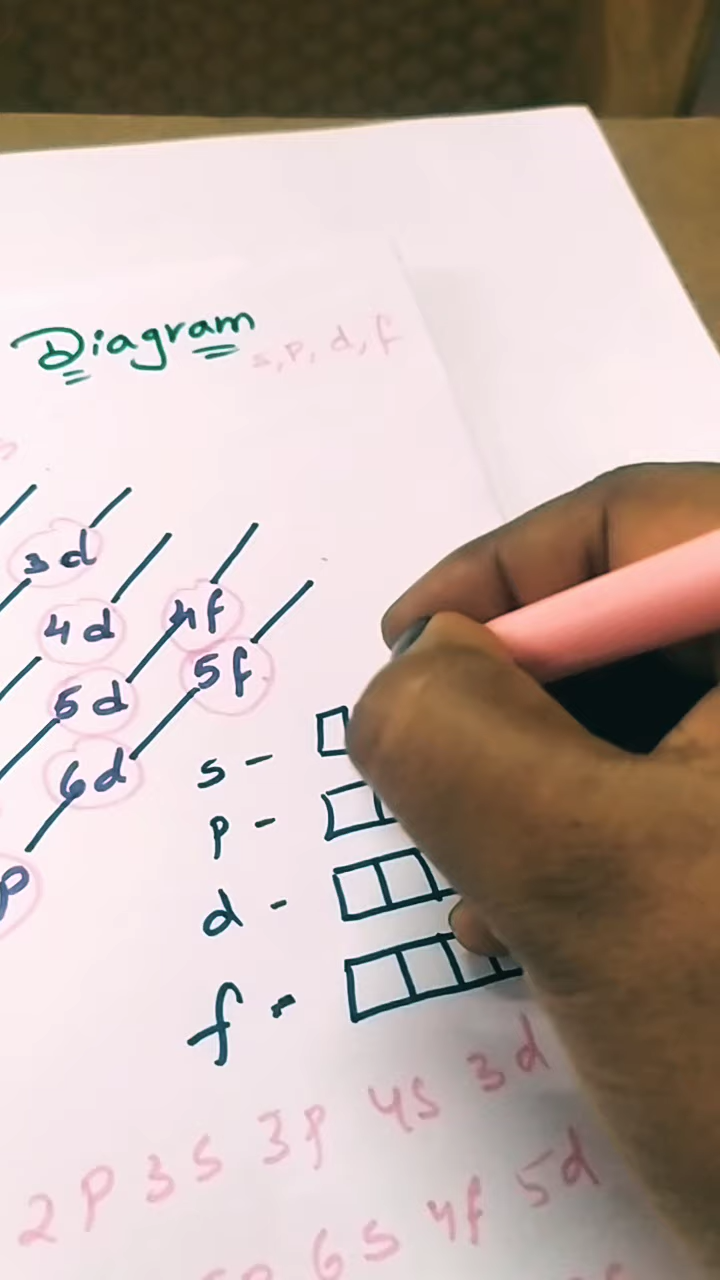 Diagram
s, p, d, f
3d
4d 4f
5d 5f
6d
p
s -
p -
d -
f -
2p 3s 3p 4s 3d
6s 4f 5d